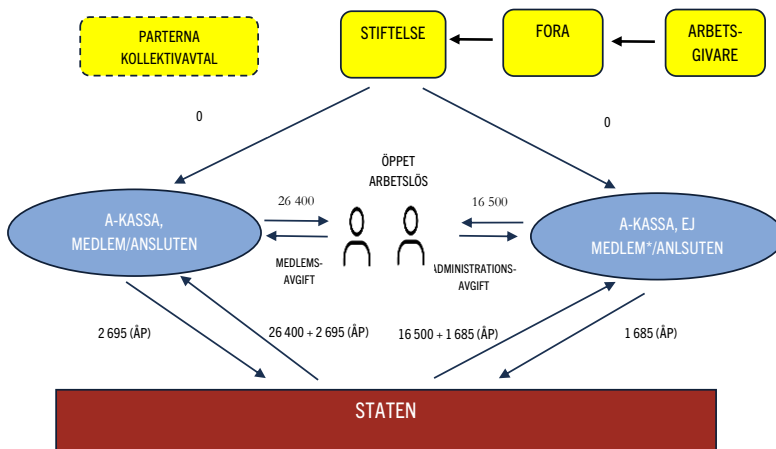 PARTERNA
KOLLEKTIVAVTAL
STIFTELSE
FORA
ARBETS-
GIVARE
0
0
ÖPPET
ARBETSLÖS
A-KASSA,
MEDLEM/ANSLUTEN
26 400
16 500
A-KASSA, EJ
MEDLEM*/ANLSUTEN
MEDLEMS-
AVGIFT
ADMINISTRATIONS-
AVGIFT
2 695 (ÅP)
26 400 + 2 695 (ÅP)
16 500 + 1 685 (ÅP)
1 685 (ÅP)
STATEN